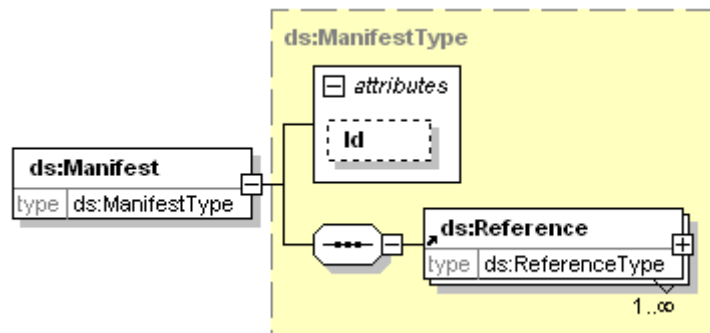 ds:ManifestType
attributes
Id
ds:Manifest
type ds:ManifestType
ds:Reference
type ds:ReferenceType
1..∞